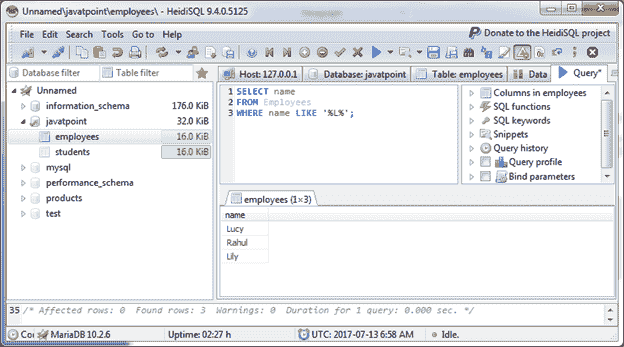 Unnamed\javatpoint\employees\ - HeidiSQL 9.4.0.5125
File Edit Search Tools Go to Help
Donate to the HeidiSQL project
Database filter Table filter
Host: 127.0.0.1 Database: javatpoint Table: employees Data Query*
Unnamed
information_schema 176.0 KiB
javatpoint 32.0 KiB
employees 16.0 KiB
students 16.0 KiB
mysql
performance_schema
products
test
1 SELECT name
2 FROM Employees
3 WHERE name LIKE '%L%';
Columns in employees
SQL functions
SQL keywords
Snippets
Query history
Query profile
Bind parameters
employees (1×3)
name
Lucy
Rahul
Lily
35 /* Affected rows: 0 Found rows: 3 Warnings: 0 Duration for 1 query: 0.000 sec. */
MariaDB 10.2.6 Uptime: 02:27 h UTC: 2017-07-13 6:58 AM Idle.